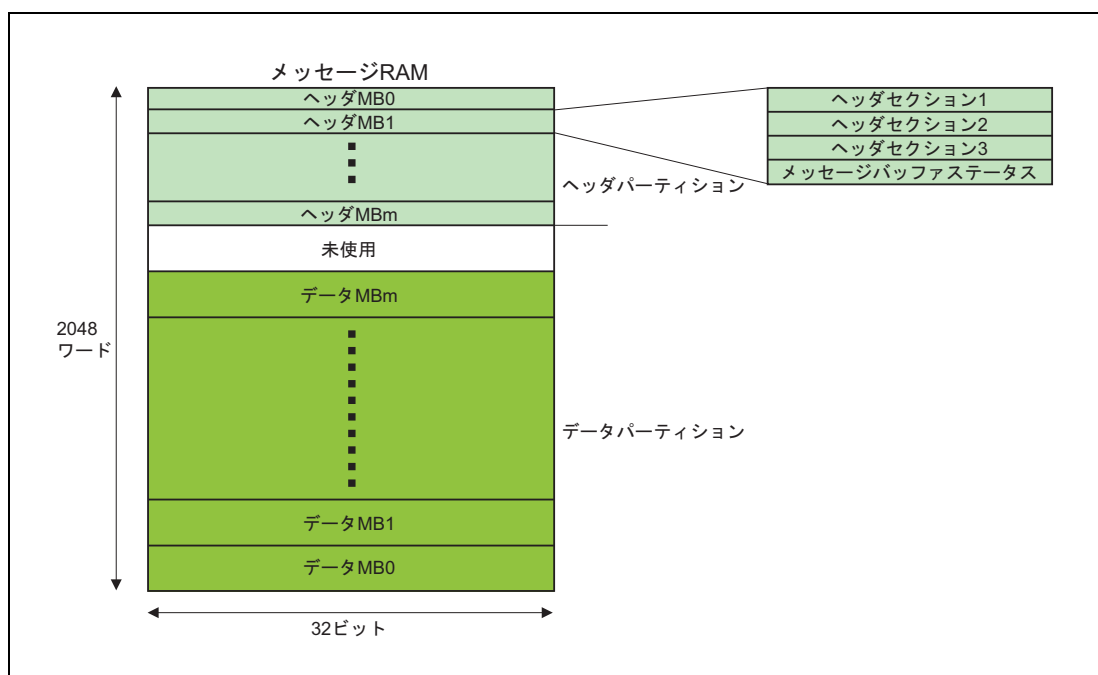 メッセージRAM
ヘッダMB0
ヘッダMB1
ヘッダMBm
未使用
データMBm
データMB1
データMB0
2048
ワード
32ビット
ヘッダパーティション
データパーティション
ヘッダセクション1
ヘッダセクション2
ヘッダセクション3
メッセージバッファステータス